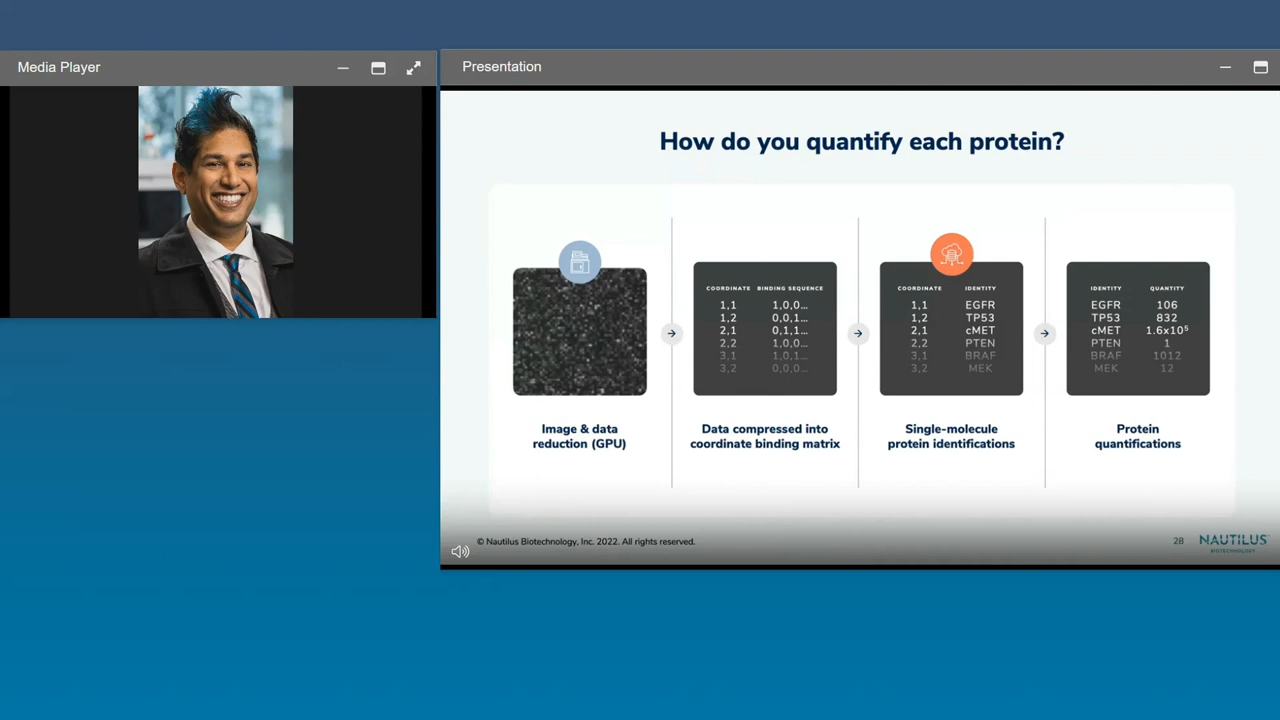 Media Player
Presentation
How do you quantify each protein?
COORDINATE BINDING SEQUENCE
1,1 1,0,0...
1,2 0,0,1...
2,1 0,1,1...
2,2 1,0,0...
3,1 1,0,1...
3,2 0,0,0...
COORDINATE IDENTITY
1,1 EGFR
1,2 TP53
2,1 cMET
2,2 PTEN
3,1 BRAF
3,2 MEK
IDENTITY QUANTITY
EGFR 106
TP53 832
cMET 1.6x10⁵
PTEN 1
BRAF 1012
MEK 12
Image & data
reduction (GPU)
Data compressed into
coordinate binding matrix
Single-molecule
protein identifications
Protein
quantifications
© Nautilus Biotechnology, Inc. 2022. All rights reserved.
28
NAUTILUS
BIOTECHNOLOGY